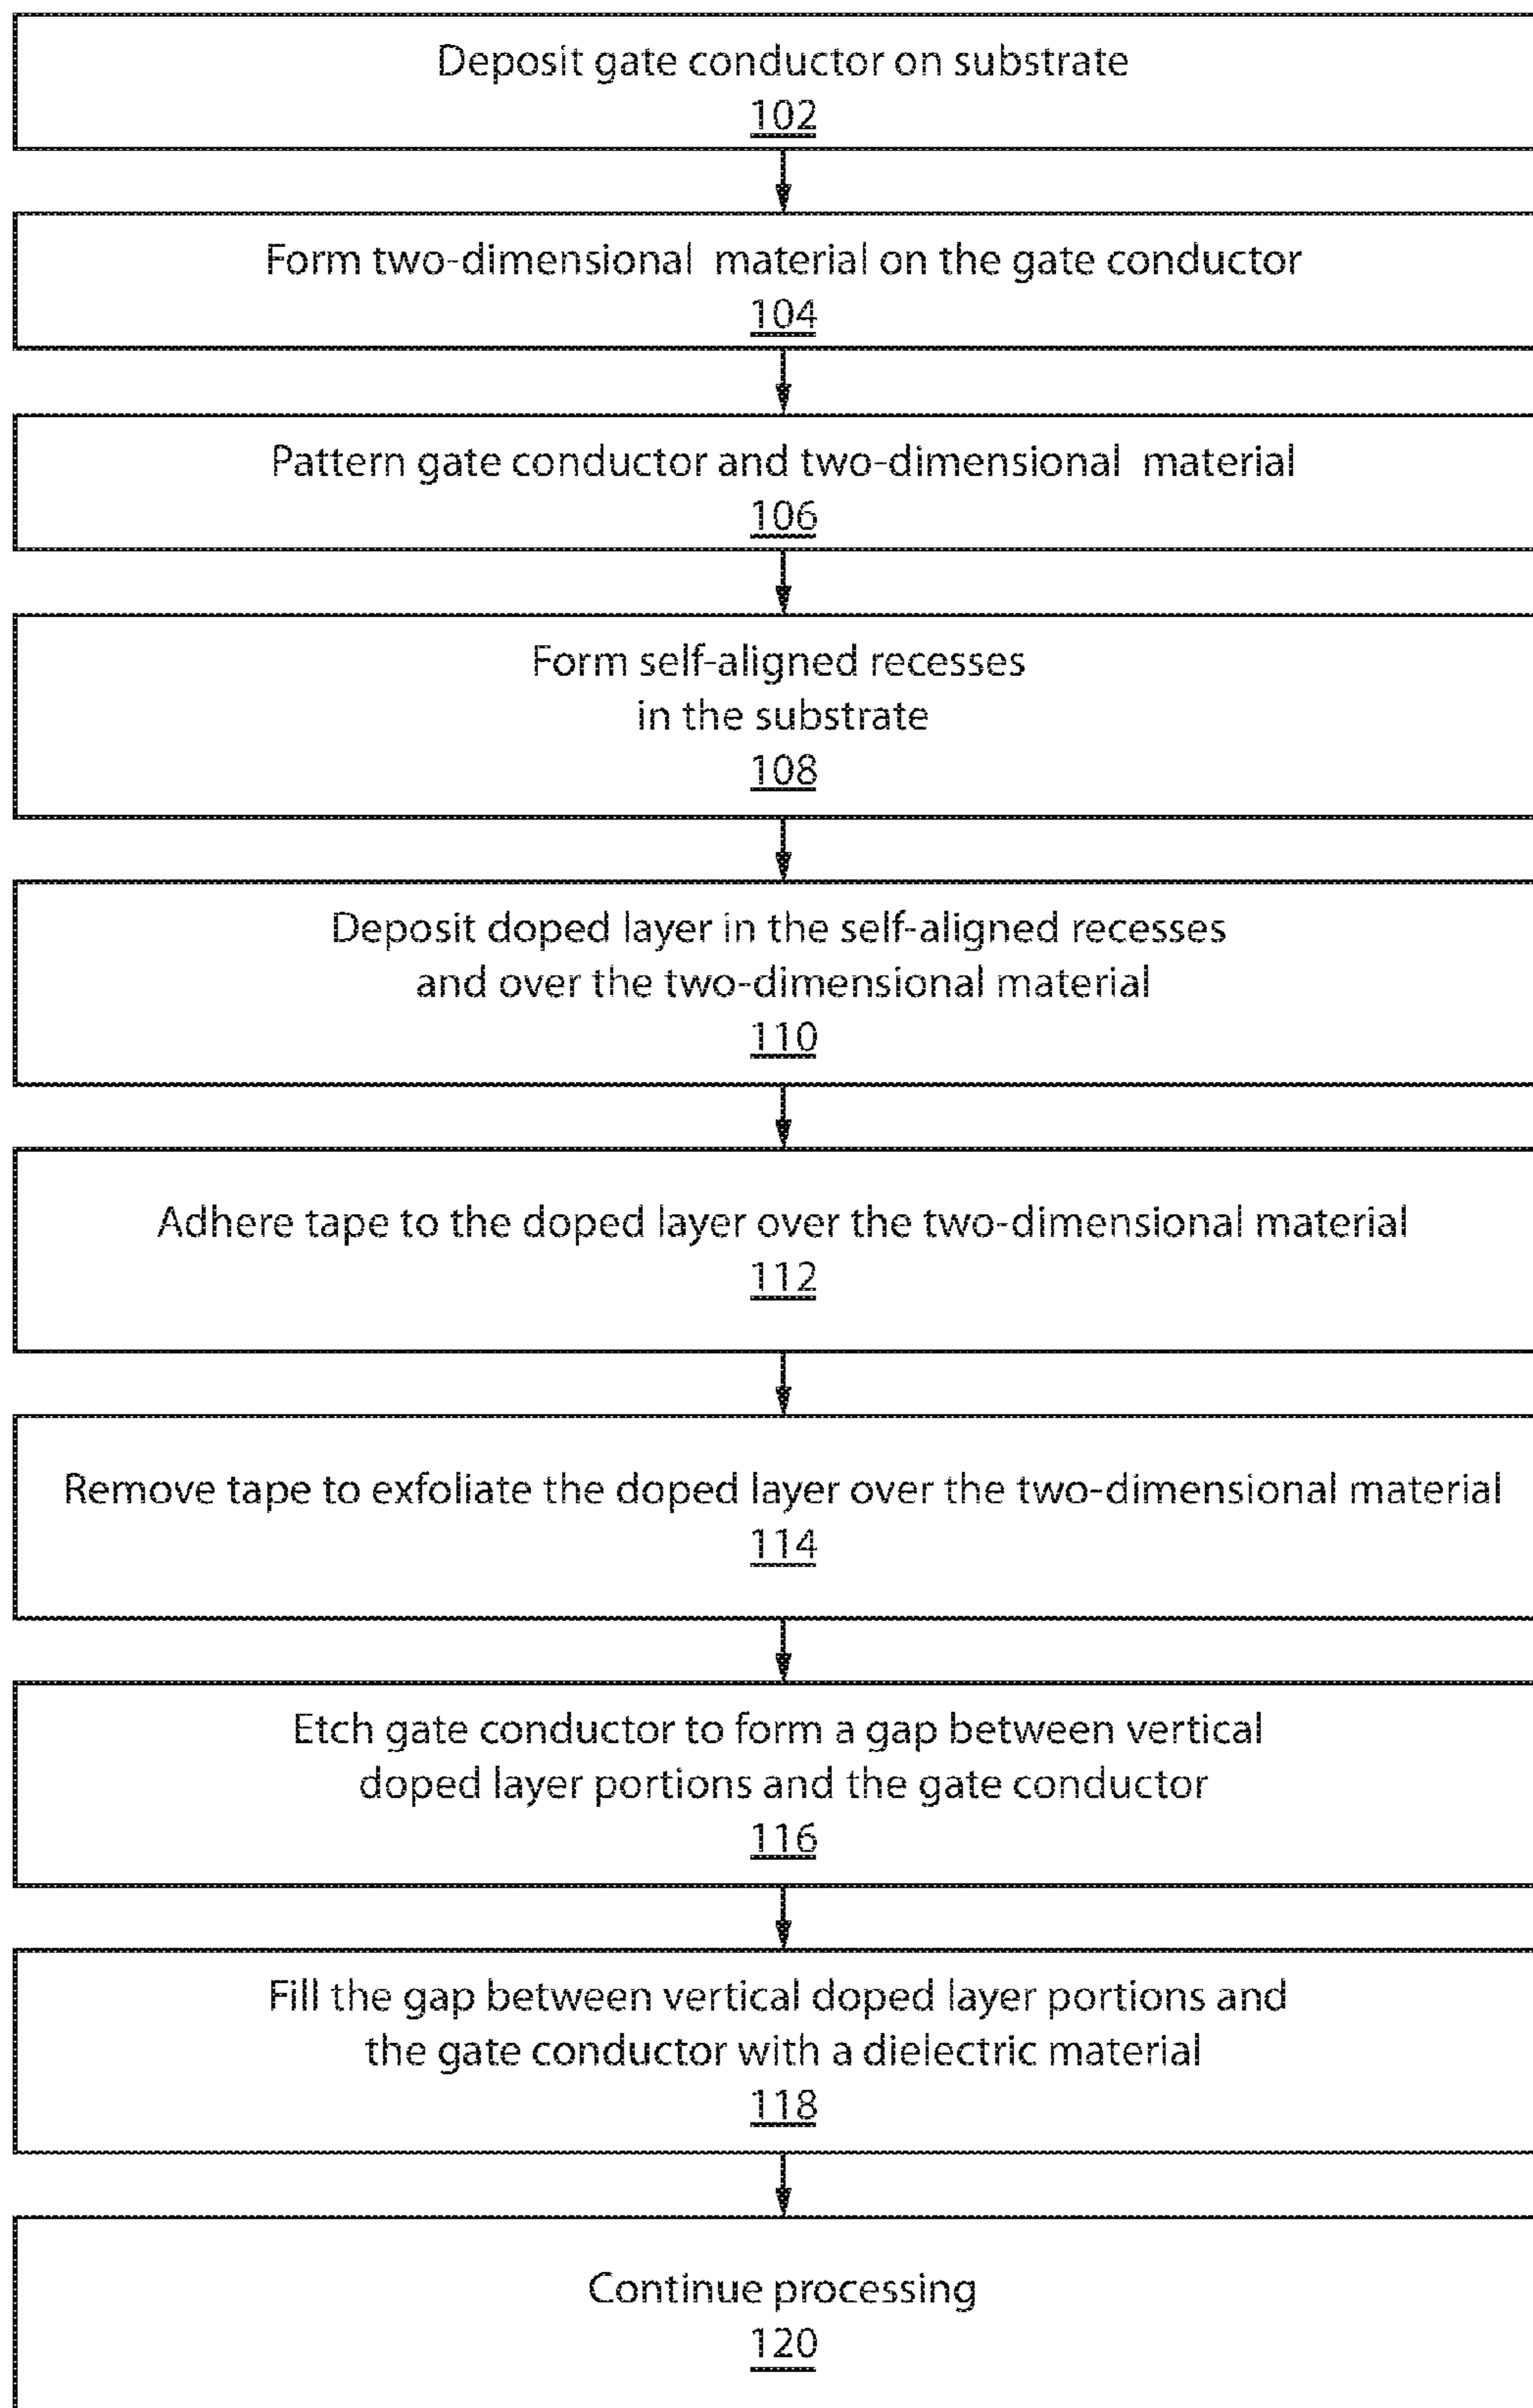 Deposit gate conductor on substrate
102
Form two-dimensional material on the gate conductor
104
Pattern gate conductor and two-dimensional material
106
Form self-aligned recesses
in the substrate
108
Deposit doped layer in the self-aligned recesses
and over the two-dimensional material
110
Adhere tape to the doped layer over the two-dimensional material
112
Remove tape to exfoliate the doped layer over the two-dimensional material
114
Etch gate conductor to form a gap between vertical
doped layer portions and the gate conductor
116
Fill the gap between vertical doped layer portions and
the gate conductor with a dielectric material
118
Continue processing
120